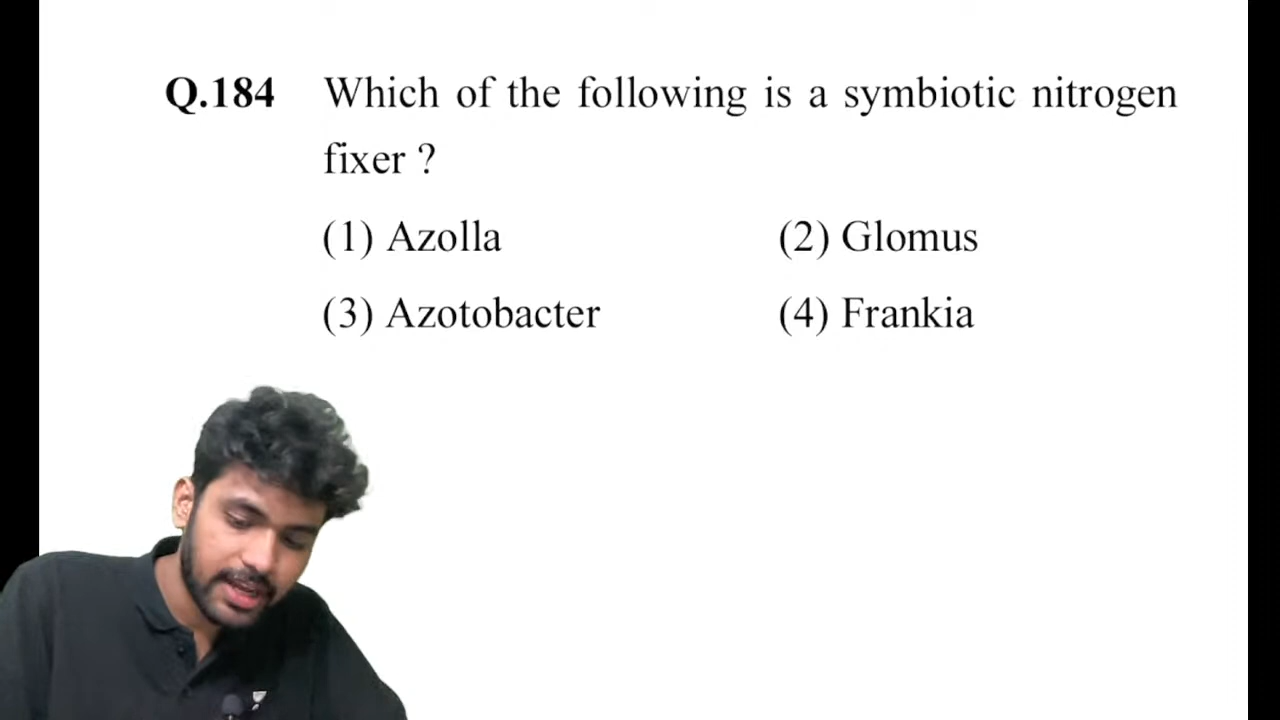 Q.184 Which of the following is a symbiotic nitrogen
fixer ?
(1) Azolla (2) Glomus
(3) Azotobacter (4) Frankia